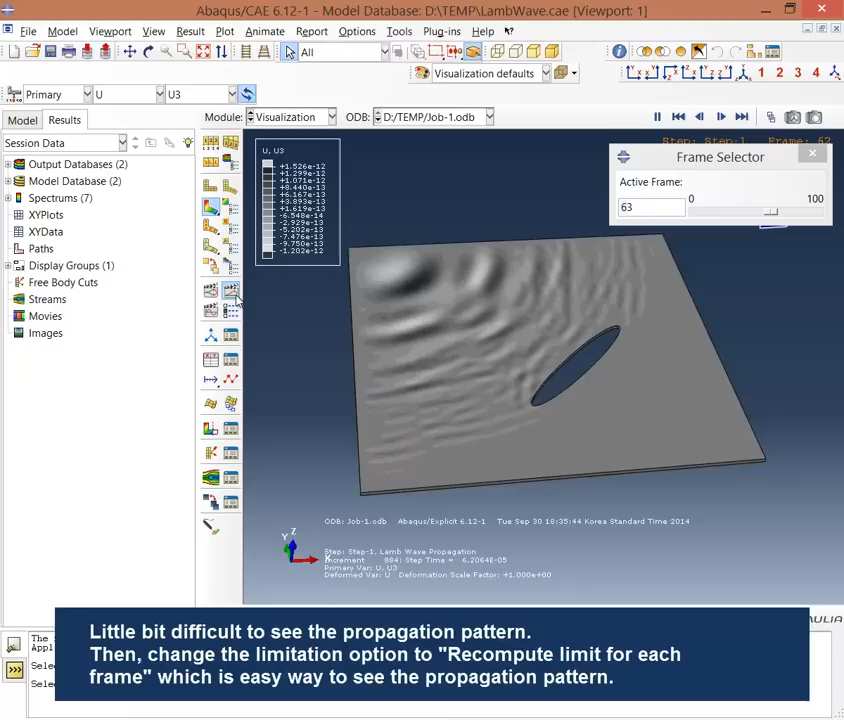 Abaqus/CAE 6.12-1 - Model Database: D:\TEMP\LambWave.cae [Viewport: 1]
File Model Viewport View Result Plot Animate Report Options Tools Plug-ins Help
All
Visualization defaults
1 2 3 4
Primary U U3
Model Results Module: Visualization ODB: D:/TEMP/Job-1.odb
Session Data
Output Databases (2)
Model Database (2)
Spectrums (7)
XYPlots
XYData
Paths
Display Groups (1)
Free Body Cuts
Streams
Movies
Images
U, U3
+1.526e-12
+1.299e-12
+1.071e-12
+8.440e-13
+6.167e-13
+3.893e-13
+1.619e-13
-6.548e-14
-2.929e-13
-5.202e-13
-7.476e-13
-9.750e-13
-1.202e-12
Step: Step-1 Frame: 62
Frame Selector
Active Frame:
0 100
63
ODB: Job-1.odb Abaqus/Explicit 6.12-1 Tue Sep 30 18:35:44 Korea Standard Time 2014
Y Z X
Step: Step-1, Lamb Wave Propagation
Increment 884: Step Time = 6.2064E-05
Primary Var: U, U3
Deformed Var: U Deformation Scale Factor: +1.000e+00
Little bit difficult to see the propagation pattern.
Then, change the limitation option to "Recompute limit for each
frame" which is easy way to see the propagation pattern.